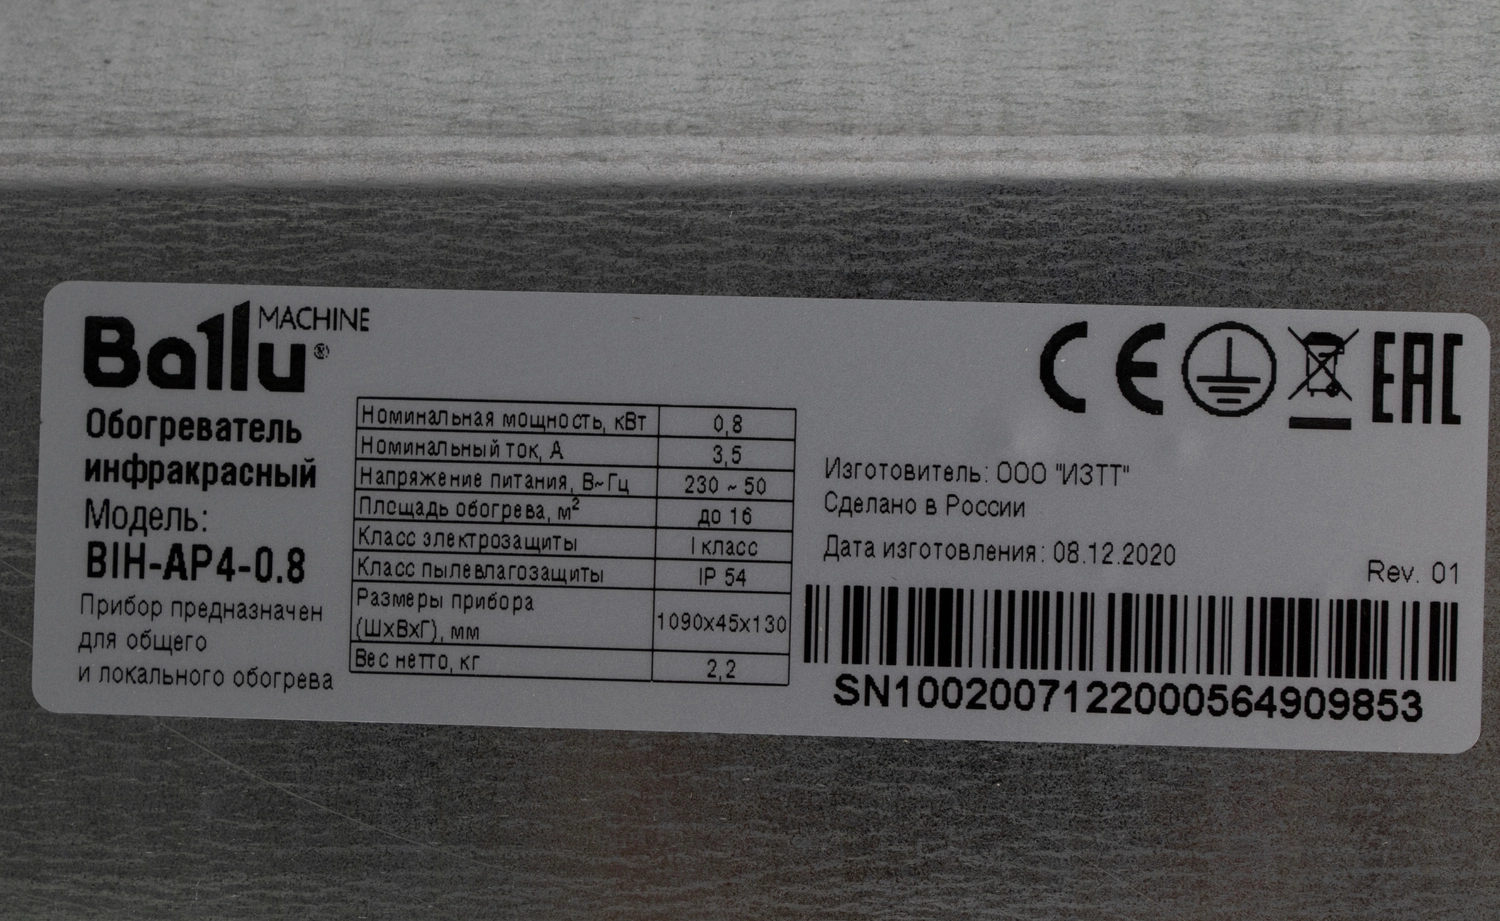 Ballu MACHINE ®
Обогреватель
инфракрасный
Модель:
BIH-AP4-0.8
Прибор предназначен
для общего
и локального обогрева
Номинальная мощность, кВт 0,8
Номинальный ток, А 3,5
Напряжение питания, В~Гц 230 ~ 50
Площадь обогрева, м² до 16
Класс электрозащиты I класс
Класс пылевлагозащиты IP 54
Размеры прибора
(ШхВхГ), мм 1090х45х130
Вес нетто, кг 2,2
CE EAC
Изготовитель: ООО "ИЗТТ"
Сделано в России
Дата изготовления: 08.12.2020
Rev. 01
SN10020071220000564909853